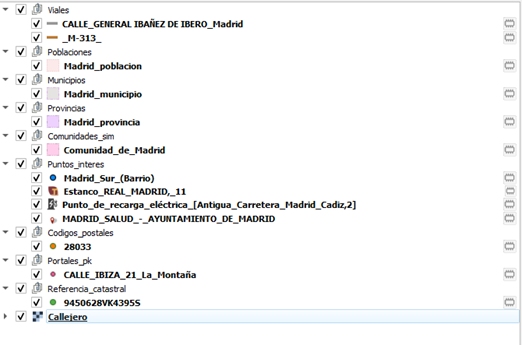 Viales
CALLE_GENERAL IBAÑEZ DE IBERO_Madrid
_M-313_
Poblaciones
Madrid_poblacion
Municipios
Madrid_municipio
Provincias
Madrid_provincia
Comunidades_sim
Comunidad_de_Madrid
Puntos_interes
Madrid_Sur_(Barrio)
Estanco_REAL_MADRID,_11
Punto_de_recarga_eléctrica_[Antigua_Carretera_Madrid_Cadiz,2]
MADRID_SALUD_-_AYUNTAMIENTO_DE_MADRID
Codigos_postales
28033
Portales_pk
CALLE_IBIZA_21_La_Montaña
Referencia_catastral
9450628VK4395S
Callejero